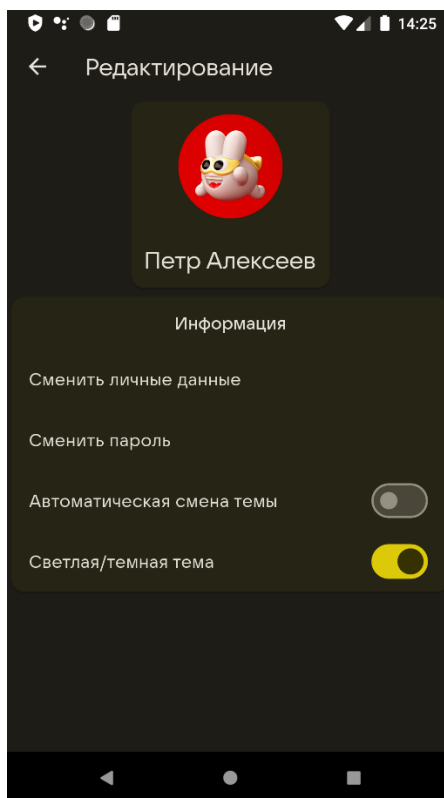 14:25
Редактирование
Петр Алексеев
Информация
Сменить личные данные
Сменить пароль
Автоматическая смена темы
Светлая/темная тема